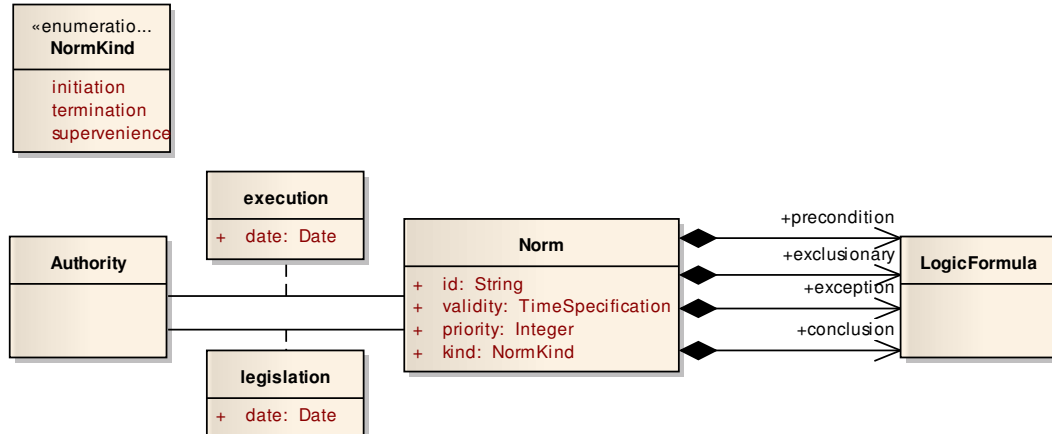 «enumeratio...
NormKind
initiation
termination
supervenience
execution
+ date: Date
Authority
Norm
+ id: String
+ validity: TimeSpecification
+ priority: Integer
+ kind: NormKind
+precondition
+exclusionary
+exception
+conclusion
LogicFormula
legislation
+ date: Date